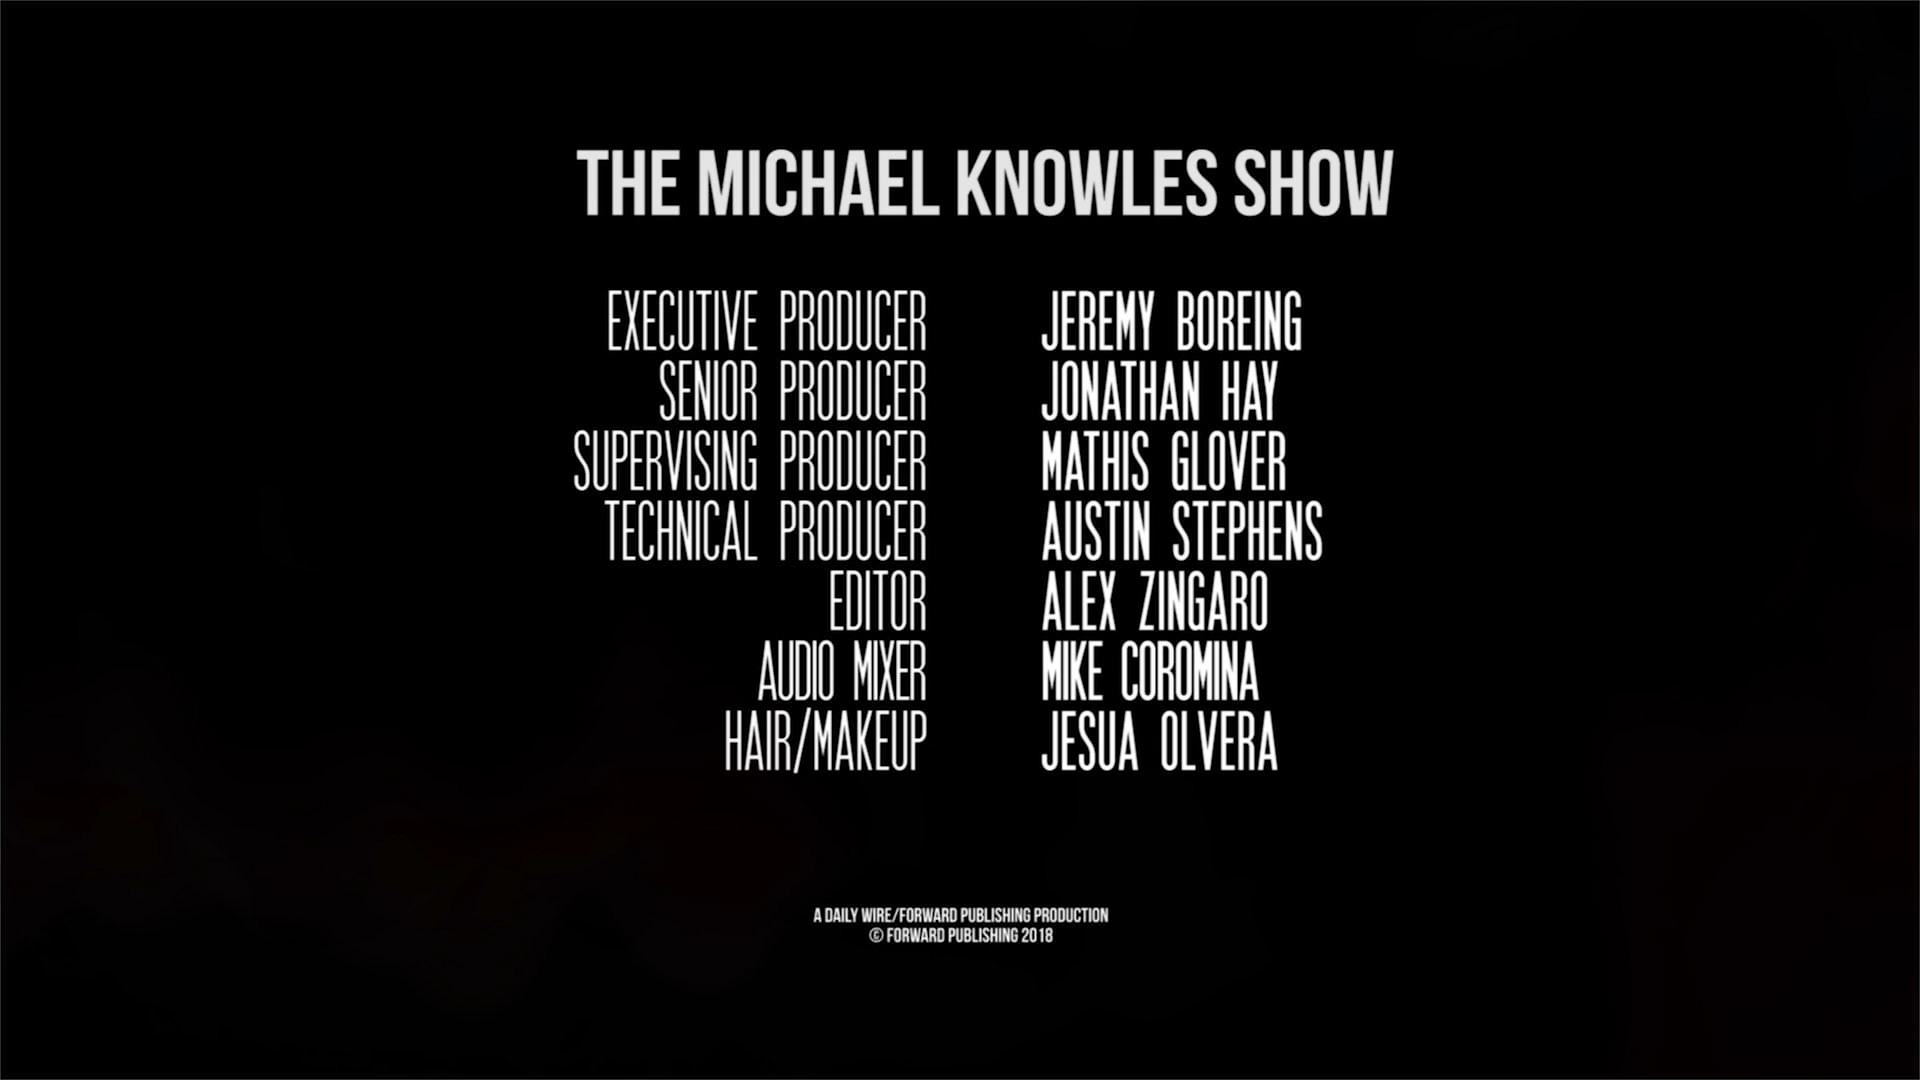 THE MICHAEL KNOWLES SHOW
EXECUTIVE PRODUCER JEREMY BOREING
SENIOR PRODUCER JONATHAN HAY
SUPERVISING PRODUCER MATHIS GLOVER
TECHNICAL PRODUCER AUSTIN STEPHENS
EDITOR ALEX ZINGARO
AUDIO MIXER MIKE COROMINA
HAIR/MAKEUP JESUA OLVERA
A DAILY WIRE/FORWARD PUBLISHING PRODUCTION
© FORWARD PUBLISHING 2018